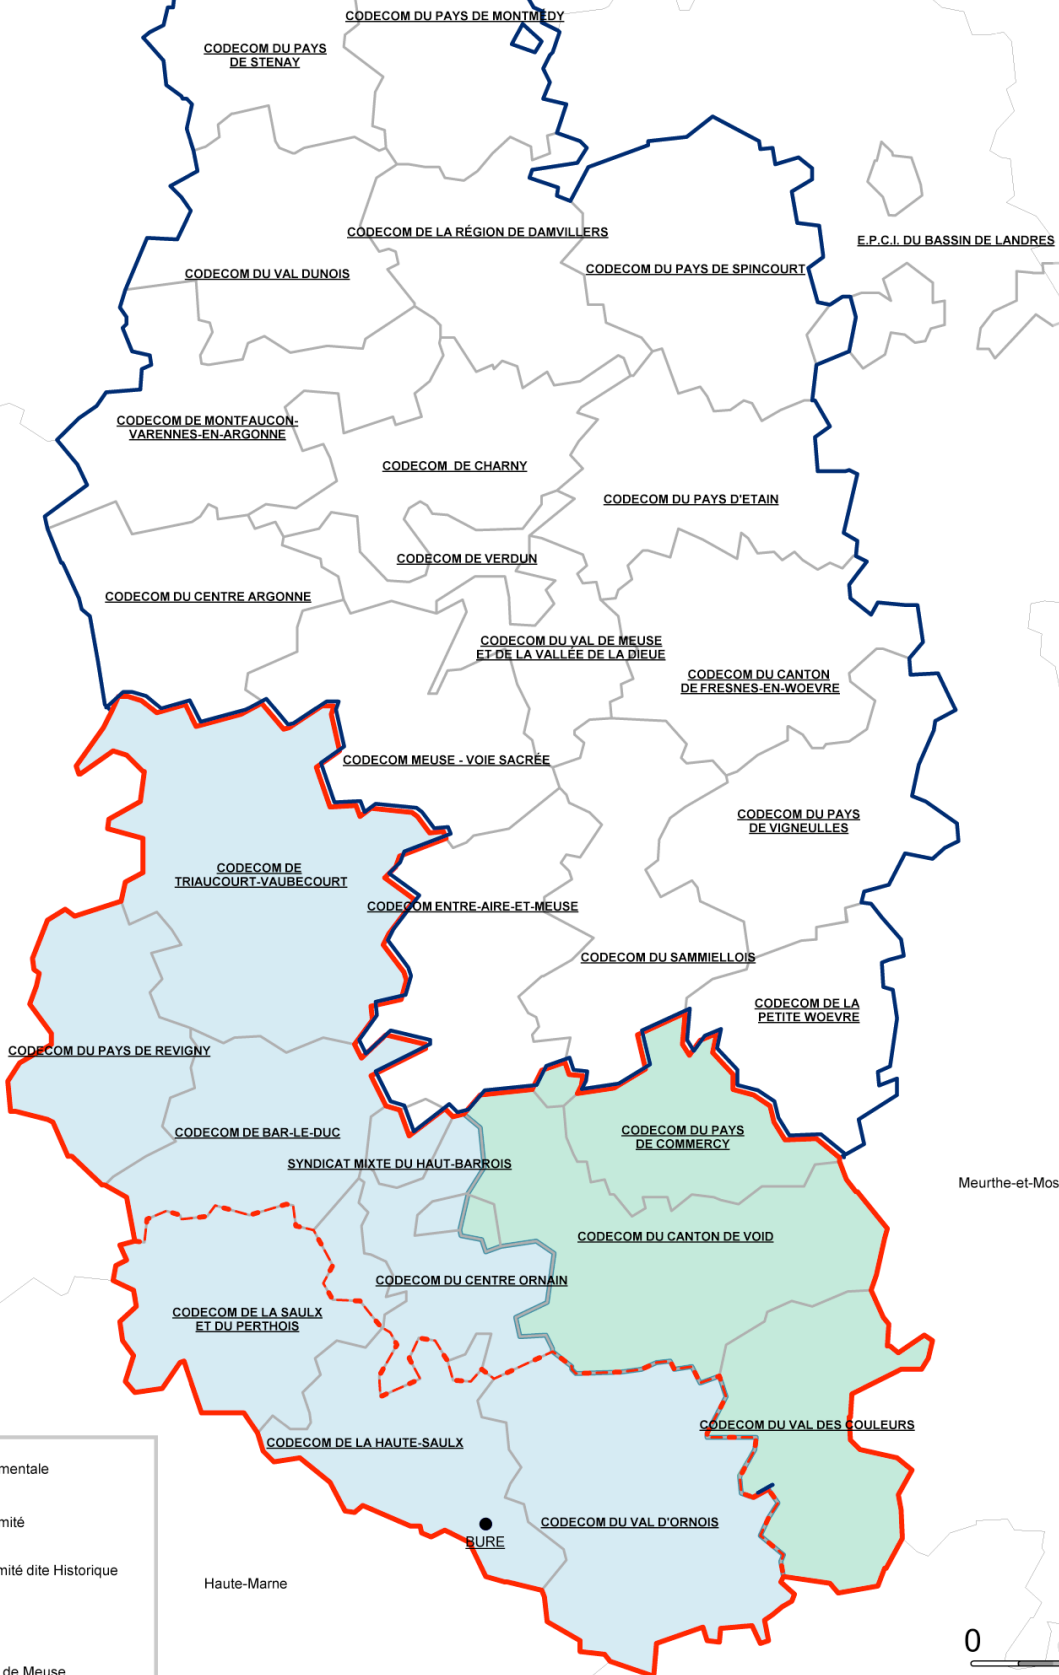 CODECOM DU PAYS DE MONTMÉDY
CODECOM DU PAYS
DE STENAY
CODECOM DE LA RÉGION DE DAMVILLERS
E.P.C.I. DU BASSIN DE LANDRES
CODECOM DU VAL DUNOIS
CODECOM DU PAYS DE SPINCOURT
CODECOM DE MONTFAUCON-
VARENNES-EN-ARGONNE
CODECOM DE CHARNY
CODECOM DU PAYS D'ETAIN
CODECOM DE VERDUN
CODECOM DU CENTRE ARGONNE
CODECOM DU VAL DE MEUSE
ET DE LA VALLÉE DE LA DIEUE
CODECOM DU CANTON
DE FRESNES-EN-WOEVRE
CODECOM MEUSE - VOIE SACRÉE
CODECOM DU PAYS
DE VIGNEULLES
CODECOM DE
TRIAUCOURT-VAUBECOURT
CODECOM ENTRE-AIRE-ET-MEUSE
CODECOM DU SAMMIELLOIS
CODECOM DE LA
PETITE WOEVRE
CODECOM DU PAYS DE REVIGNY
CODECOM DE BAR-LE-DUC
CODECOM DU PAYS
DE COMMERCY
SYNDICAT MIXTE DU HAUT-BARROIS
Meurthe-et-Mos
CODECOM DU CANTON DE VOID
CODECOM DU CENTRE ORNAIN
CODECOM DE LA SAULX
ET DU PERTHOIS
CODECOM DU VAL DES COULEURS
CODECOM DE LA HAUTE-SAULX
mentale
mité
CODECOM DU VAL D'ORNOIS
BURE
mité dite Historique
Haute-Marne
0
de Meuse